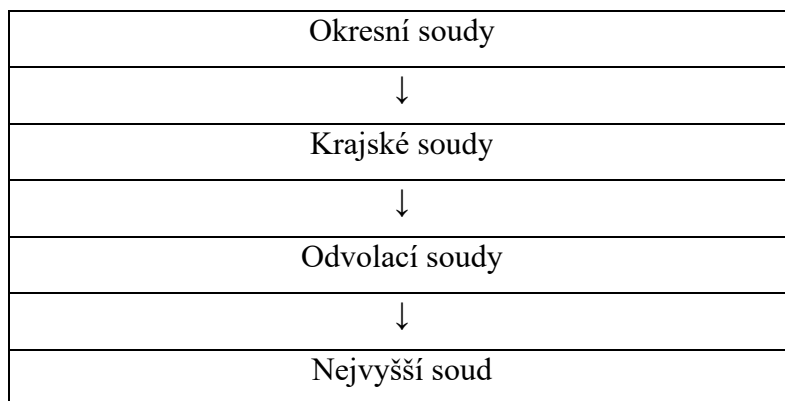 Okresní soudy
↓
Krajské soudy
↓
Odvolací soudy
↓
Nejvyšší soud